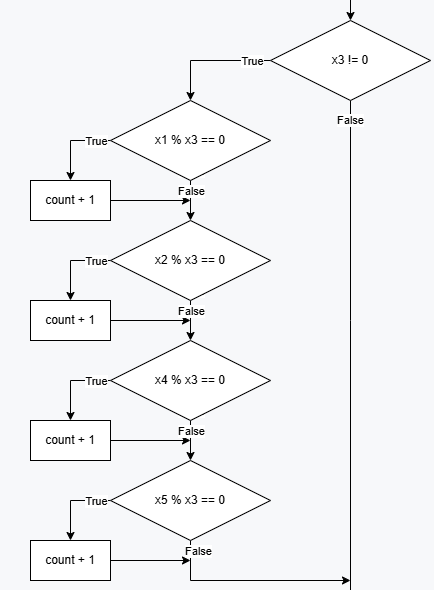 x3 != 0
True
False
x1 % x3 == 0
True
False
count + 1
x2 % x3 == 0
True
False
count + 1
x4 % x3 == 0
True
False
count + 1
x5 % x3 == 0
True
False
count + 1